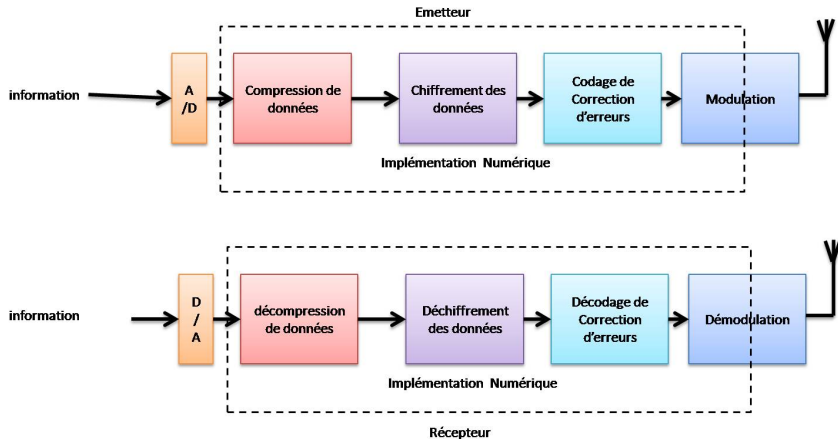 Emetteur
information
A
/D
Compression de
données
Chiffrement des
données
Codage de
Correction
d'erreurs
Modulation
Implémentation Numérique
information
D
/
A
décompression
de données
Déchiffrement
des données
Décodage de
Correction
d'erreurs
Démodulation
Implémentation Numérique
Récepteur